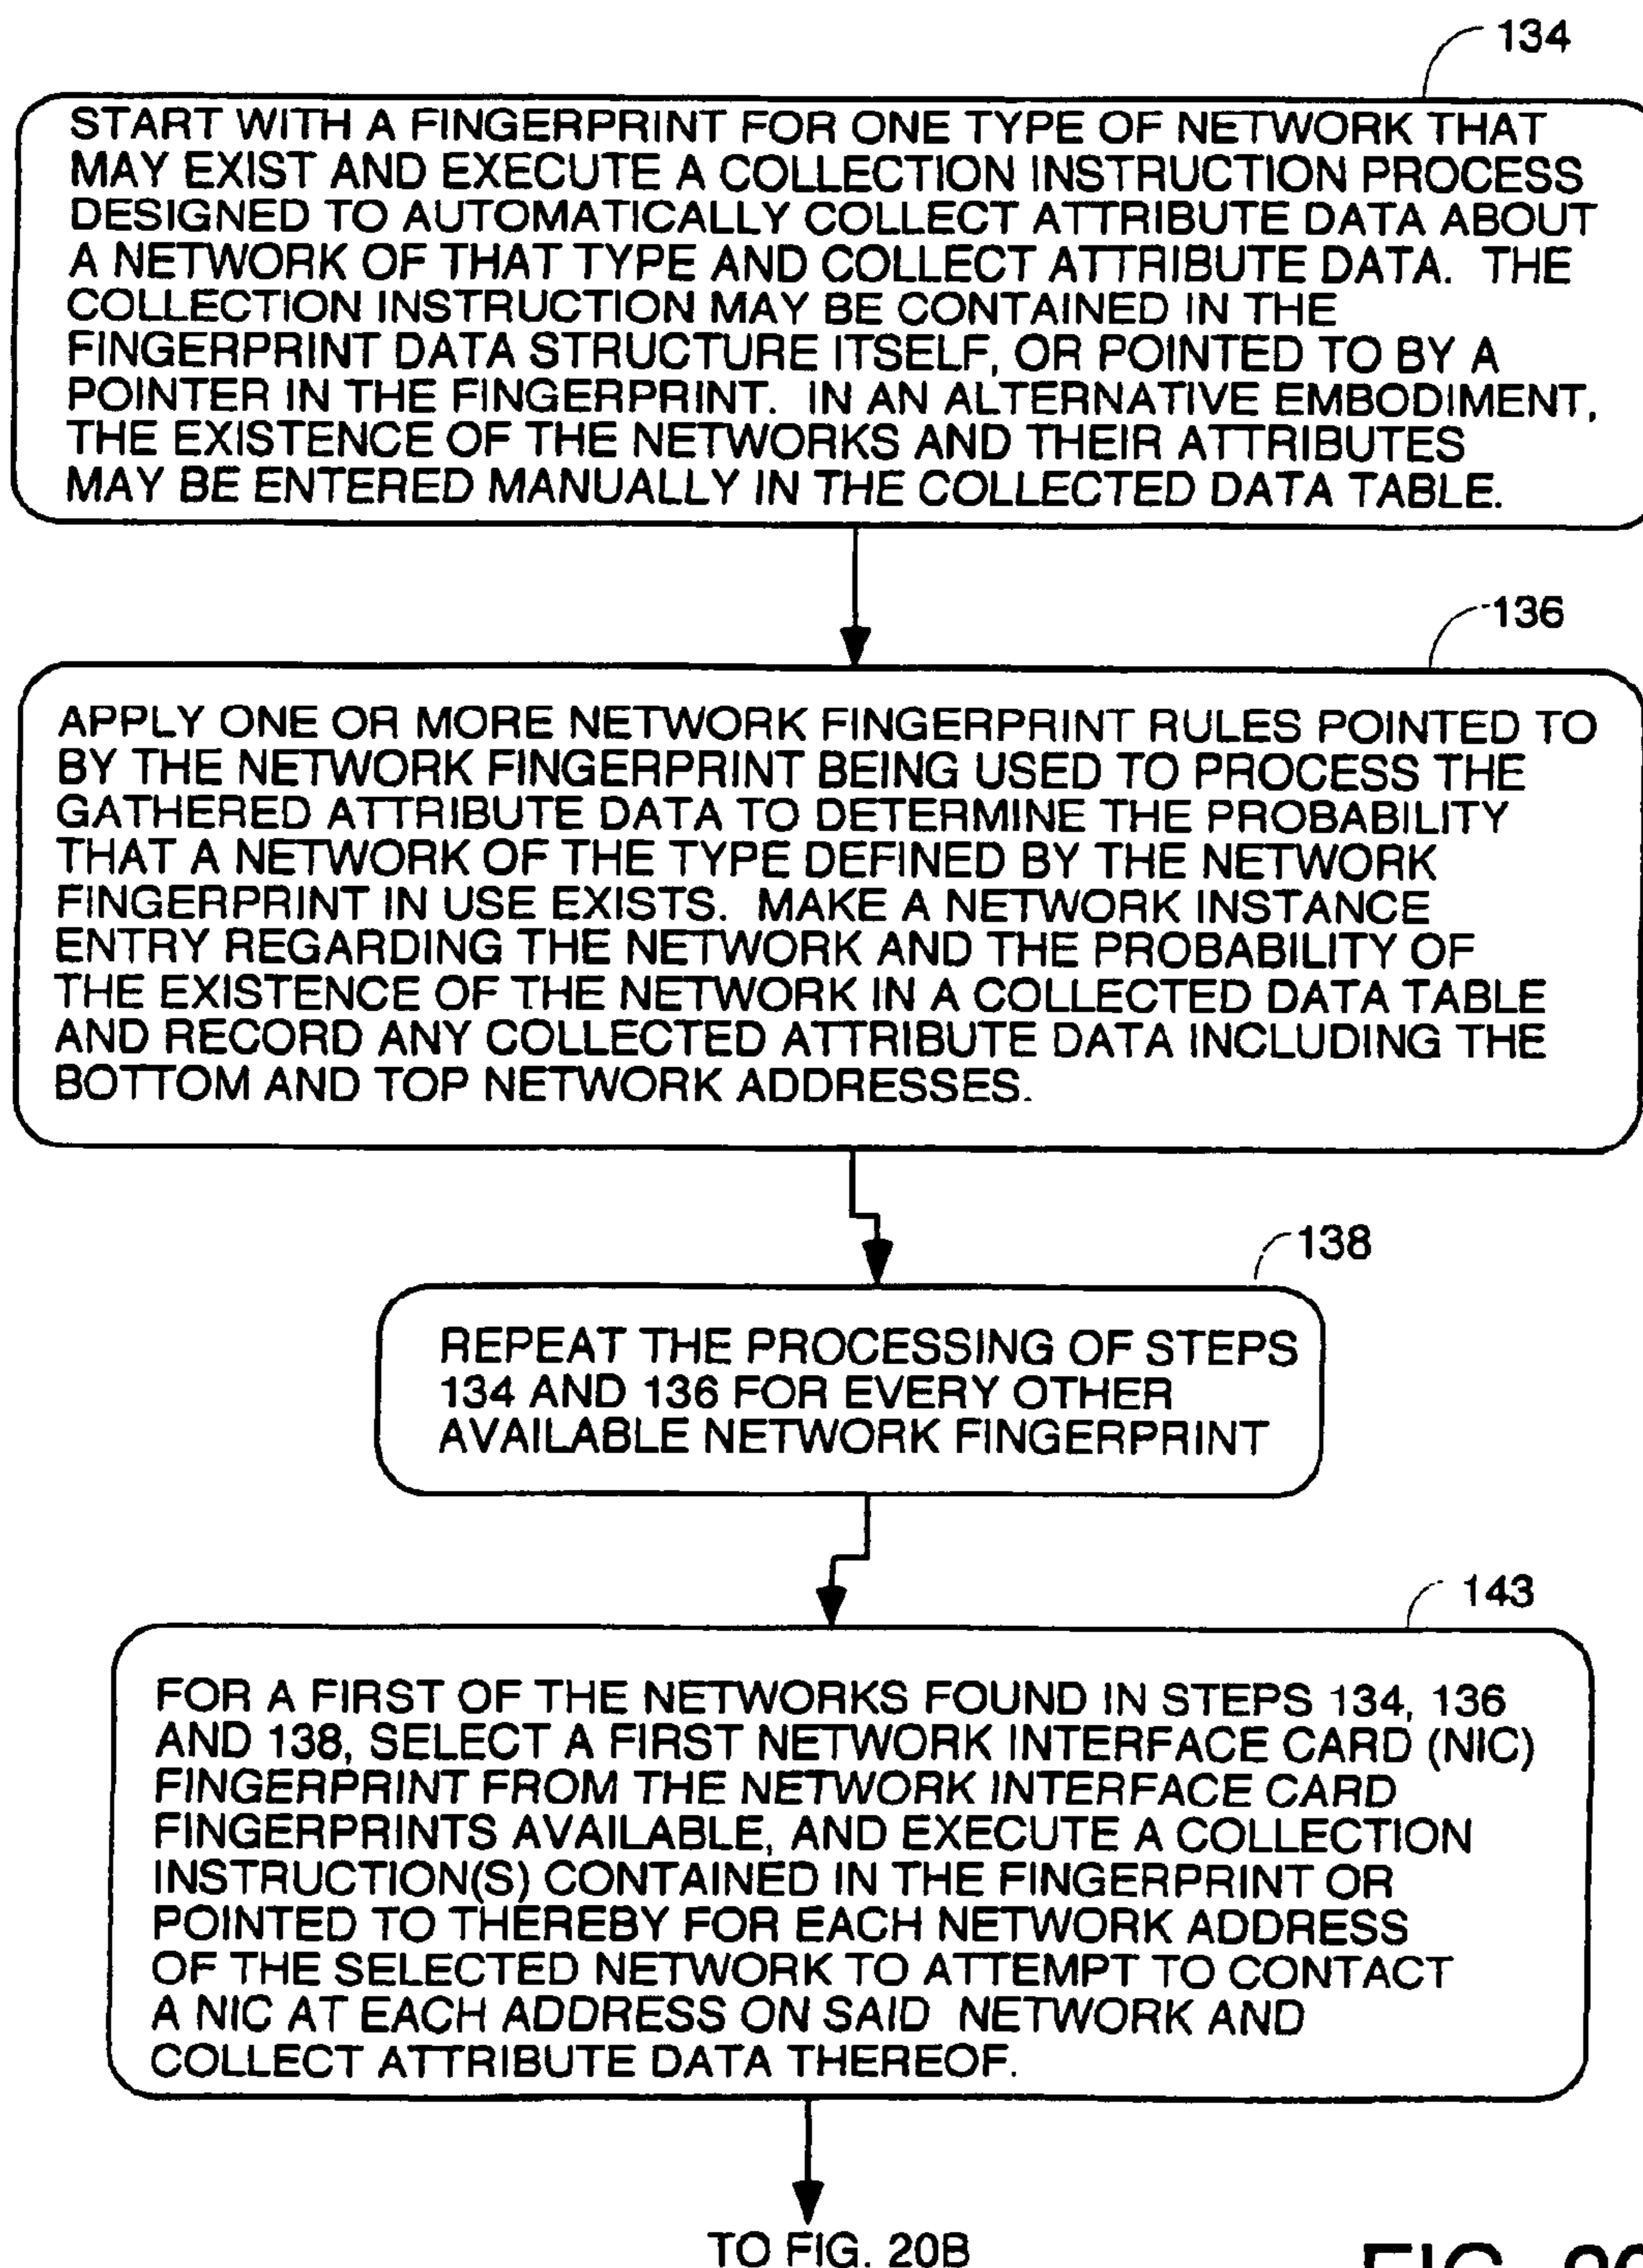 134
START WITH A FINGERPRINT FOR ONE TYPE OF NETWORK THAT
MAY EXIST AND EXECUTE A COLLECTION INSTRUCTION PROCESS
DESIGNED TO AUTOMATICALLY COLLECT ATTRIBUTE DATA ABOUT
A NETWORK OF THAT TYPE AND COLLECT ATTRIBUTE DATA. THE
COLLECTION INSTRUCTION MAY BE CONTAINED IN THE
FINGERPRINT DATA STRUCTURE ITSELF, OR POINTED TO BY A
POINTER IN THE FINGERPRINT. IN AN ALTERNATIVE EMBODIMENT,
THE EXISTENCE OF THE NETWORKS AND THEIR ATTRIBUTES
MAY BE ENTERED MANUALLY IN THE COLLECTED DATA TABLE.
136
APPLY ONE OR MORE NETWORK FINGERPRINT RULES POINTED TO
BY THE NETWORK FINGERPRINT BEING USED TO PROCESS THE
GATHERED ATTRIBUTE DATA TO DETERMINE THE PROBABILITY
THAT A NETWORK OF THE TYPE DEFINED BY THE NETWORK
FINGERPRINT IN USE EXISTS. MAKE A NETWORK INSTANCE
ENTRY REGARDING THE NETWORK AND THE PROBABILITY OF
THE EXISTENCE OF THE NETWORK IN A COLLECTED DATA TABLE
AND RECORD ANY COLLECTED ATTRIBUTE DATA INCLUDING THE
BOTTOM AND TOP NETWORK ADDRESSES.
138
REPEAT THE PROCESSING OF STEPS
134 AND 136 FOR EVERY OTHER
AVAILABLE NETWORK FINGERPRINT
143
FOR A FIRST OF THE NETWORKS FOUND IN STEPS 134, 136
AND 138, SELECT A FIRST NETWORK INTERFACE CARD (NIC)
FINGERPRINT FROM THE NETWORK INTERFACE CARD
FINGERPRINTS AVAILABLE, AND EXECUTE A COLLECTION
INSTRUCTION(S) CONTAINED IN THE FINGERPRINT OR
POINTED TO THEREBY FOR EACH NETWORK ADDRESS
OF THE SELECTED NETWORK TO ATTEMPT TO CONTACT
A NIC AT EACH ADDRESS ON SAID NETWORK AND
COLLECT ATTRIBUTE DATA THEREOF.
TO FIG. 20B
FIG.